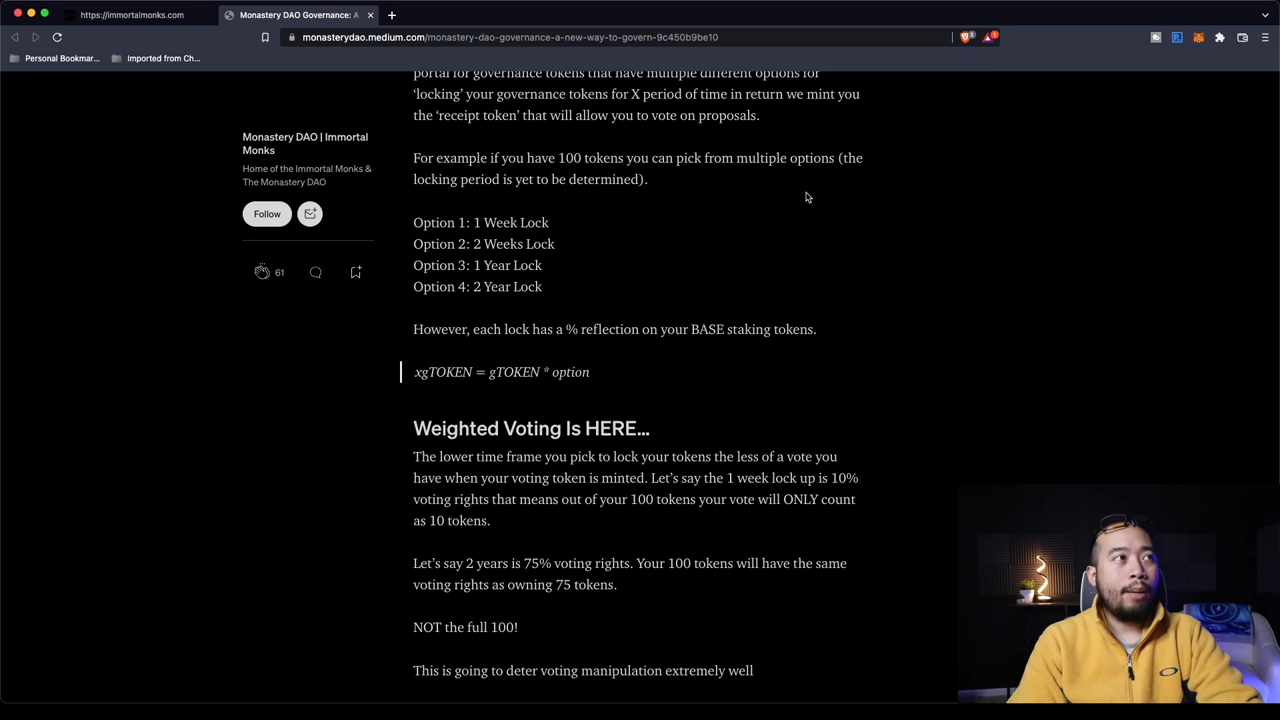 https://immortalmonks.com
Monastery DAO Governance: A
monasterydao.medium.com/monastery-dao-governance-a-new-way-to-govern-9c450b9be10
3
1
Personal Bookmar...
Imported from Ch...
portal for governance tokens that have multiple different options for
‘locking’ your governance tokens for X period of time in return we mint you
the ‘receipt token’ that will allow you to vote on proposals.
Monastery DAO | Immortal
Monks
Home of the Immortal Monks &
The Monastery DAO
Follow
61
For example if you have 100 tokens you can pick from multiple options (the
locking period is yet to be determined).
Option 1: 1 Week Lock
Option 2: 2 Weeks Lock
Option 3: 1 Year Lock
Option 4: 2 Year Lock
However, each lock has a % reflection on your BASE staking tokens.
xgTOKEN = gTOKEN * option
Weighted Voting Is HERE…
The lower time frame you pick to lock your tokens the less of a vote you
have when your voting token is minted. Let’s say the 1 week lock up is 10%
voting rights that means out of your 100 tokens your vote will ONLY count
as 10 tokens.
Let’s say 2 years is 75% voting rights. Your 100 tokens will have the same
voting rights as owning 75 tokens.
NOT the full 100!
This is going to deter voting manipulation extremely well